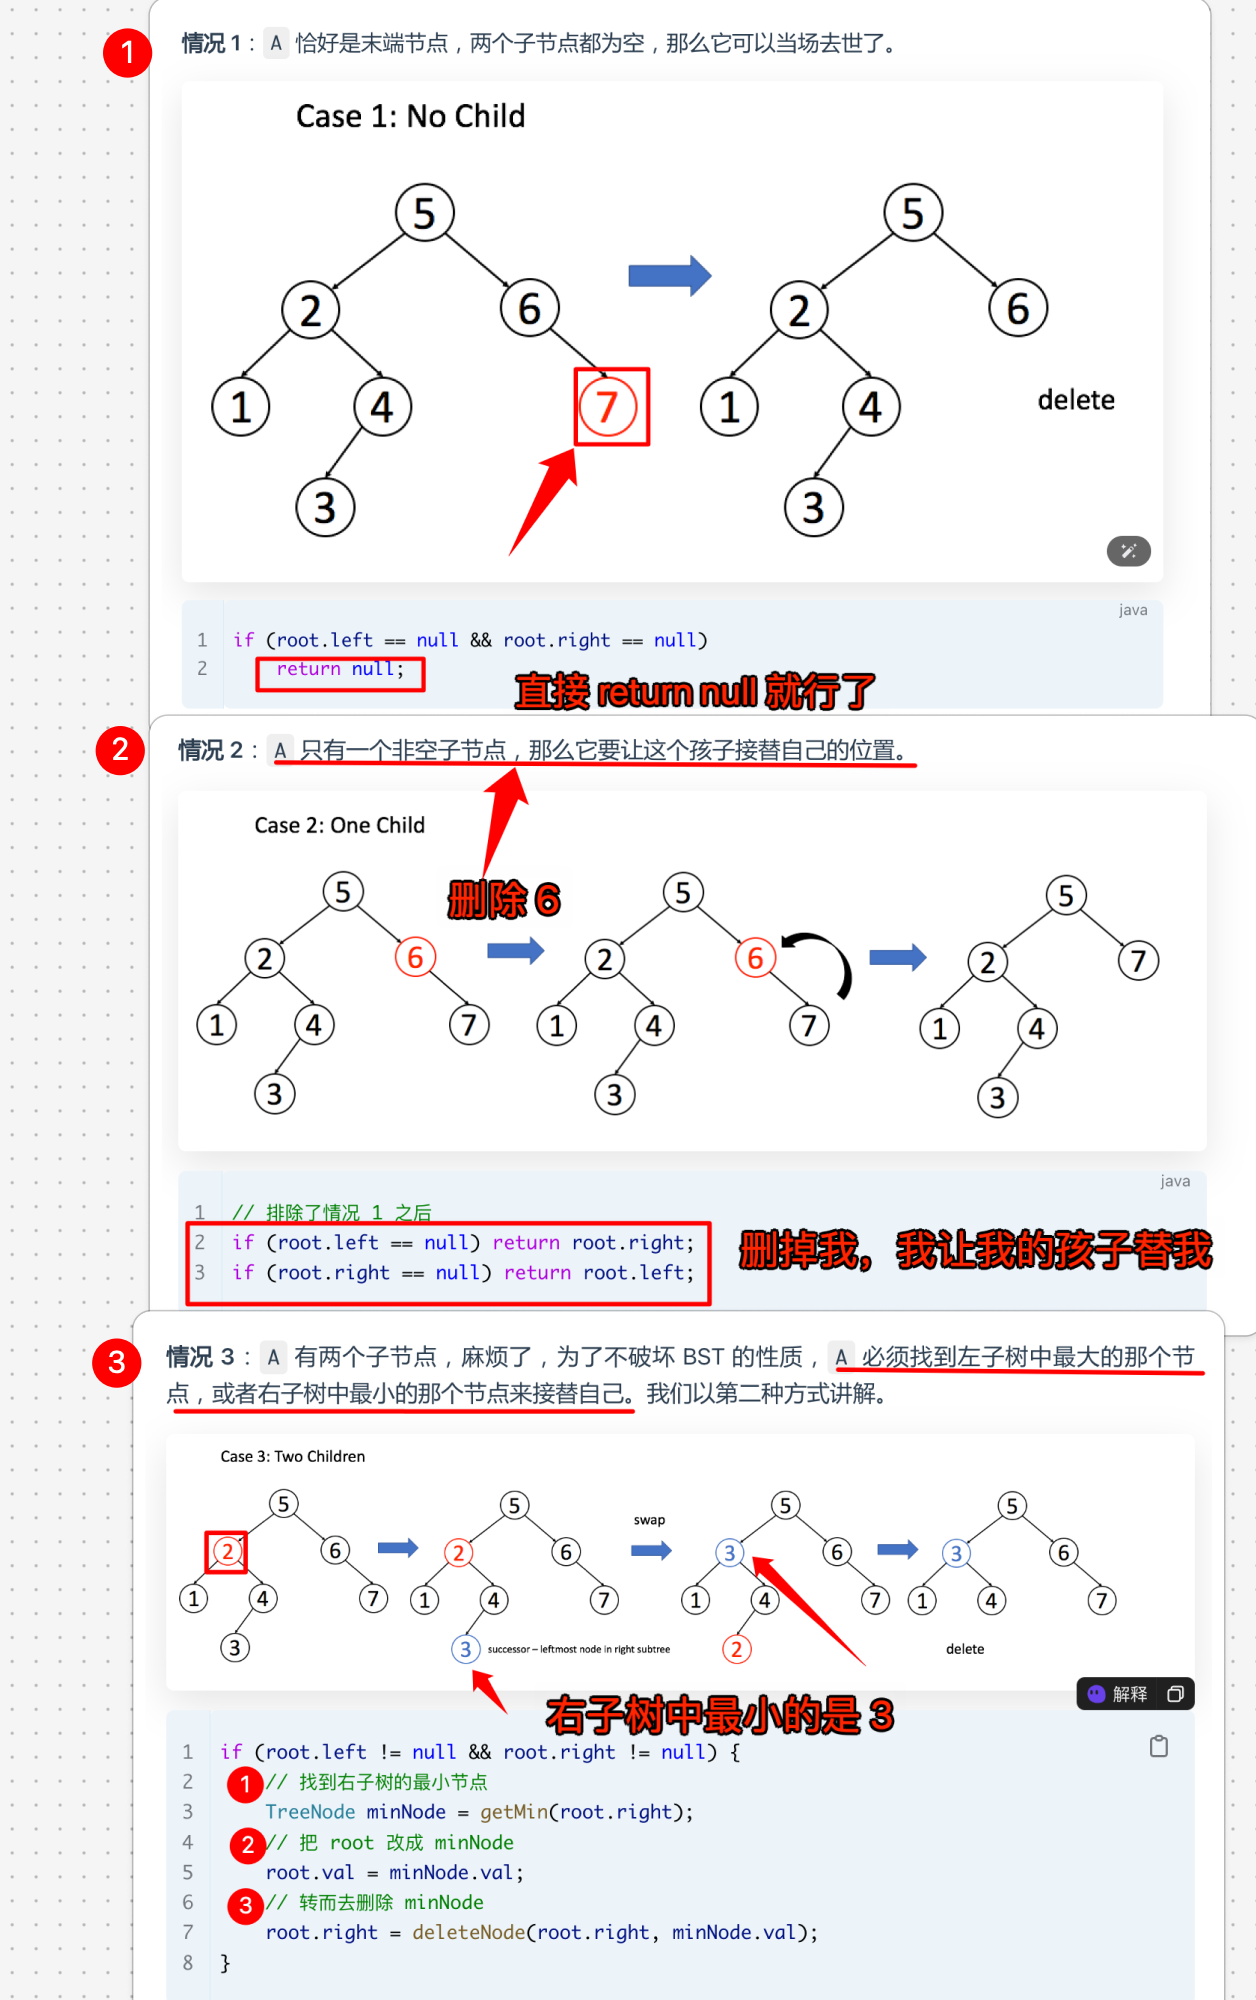 1
情况 1：A 恰好是末端节点，两个子节点都为空，那么它可以当场去世了。
Case 1: No Child
5 5
2 6 2 6
1 4 7 1 4 delete
3 3
java
1 if (root.left == null && root.right == null)
2 return null;
直接 return null 就行了
2
情况 2：A 只有一个非空子节点，那么它要让这个孩子接替自己的位置。
Case 2: One Child
删除 6
5 5 5
2 6 2 6 2 7
1 4 7 1 4 7 1 4
3 3 3
java
1 // 排除了情况 1 之后
2 if (root.left == null) return root.right;
3 if (root.right == null) return root.left;
删掉我，我让我的孩子替我
3
情况 3：A 有两个子节点，麻烦了，为了不破坏 BST 的性质，A 必须找到左子树中最大的那个节
点，或者右子树中最小的那个节点来接替自己。我们以第二种方式讲解。
Case 3: Two Children
5 5 swap 5 5
2 6 2 6 3 6 3 6
1 4 7 1 4 7 1 4 7 1 4 7
3 3 successor – leftmost node in right subtree 2 delete
解释
右子树中最小的是 3
1 if (root.left != null && root.right != null) {
2 1 // 找到右子树的最小节点
3 TreeNode minNode = getMin(root.right);
4 2 // 把 root 改成 minNode
5 root.val = minNode.val;
6 3 // 转而去删除 minNode
7 root.right = deleteNode(root.right, minNode.val);
8 }